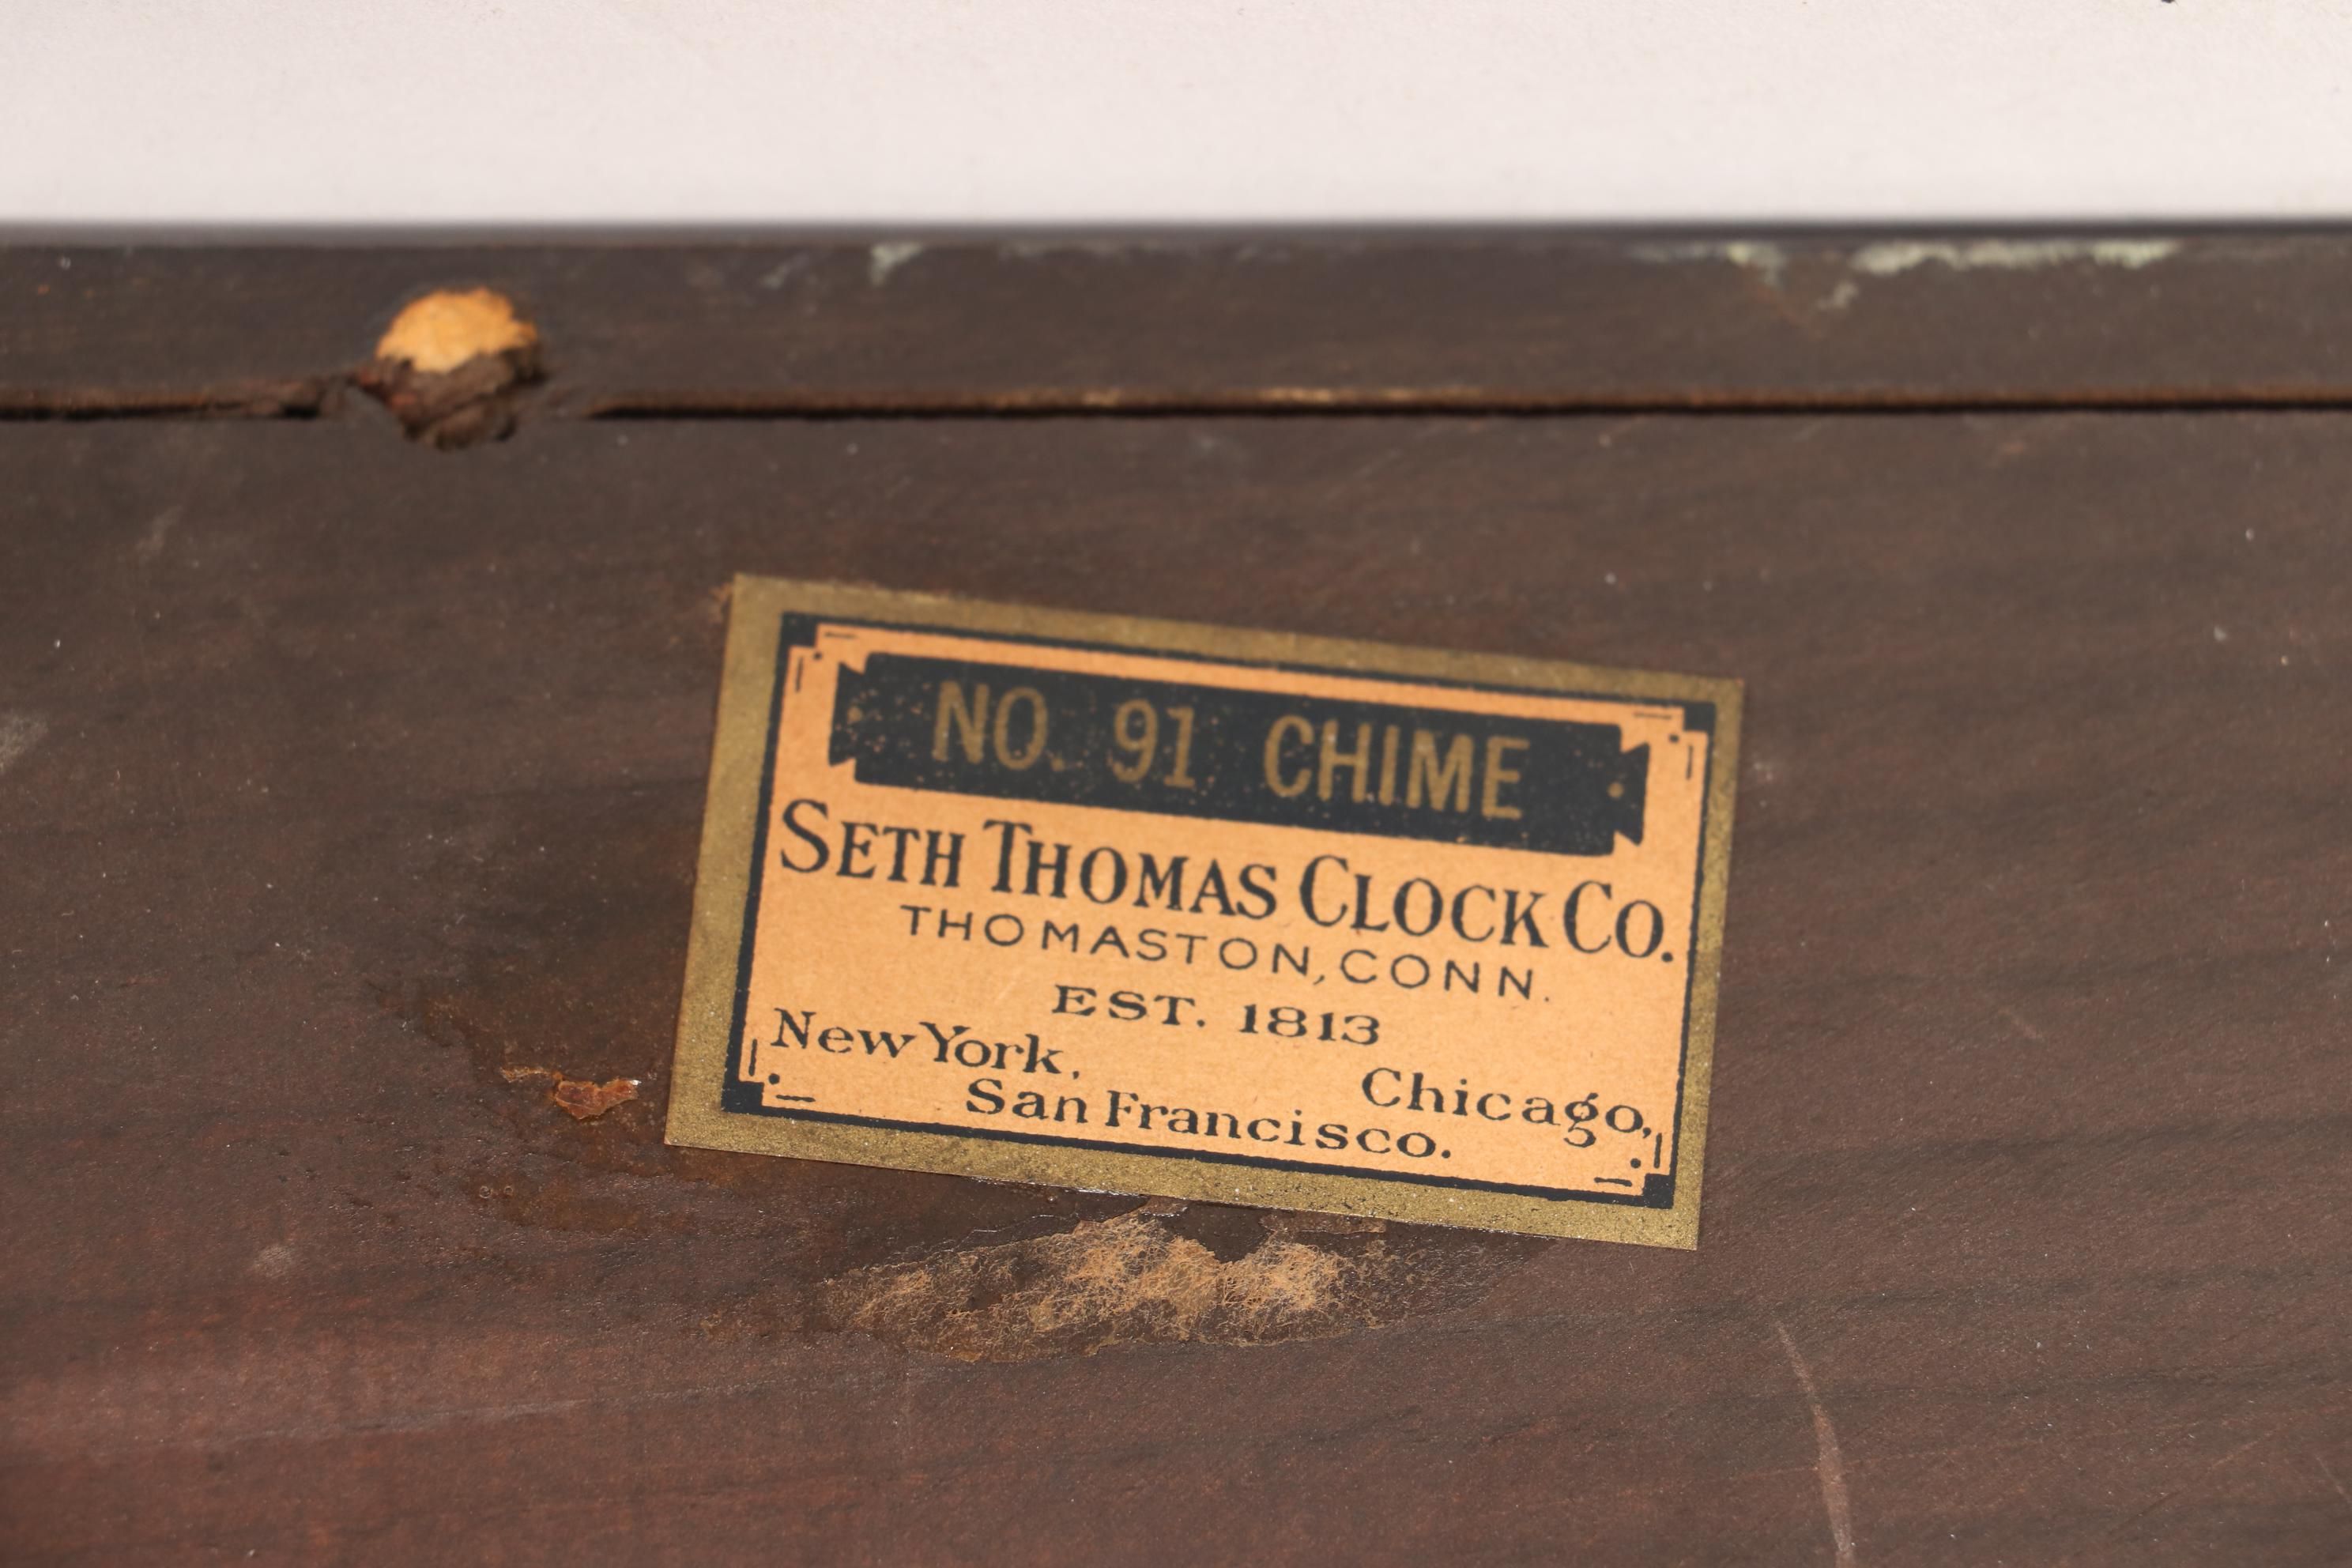 NO. 91 CHIME
SETH THOMAS CLOCK CO.
THOMASTON, CONN.
EST. 1813
New York, Chicago,
San Francisco.